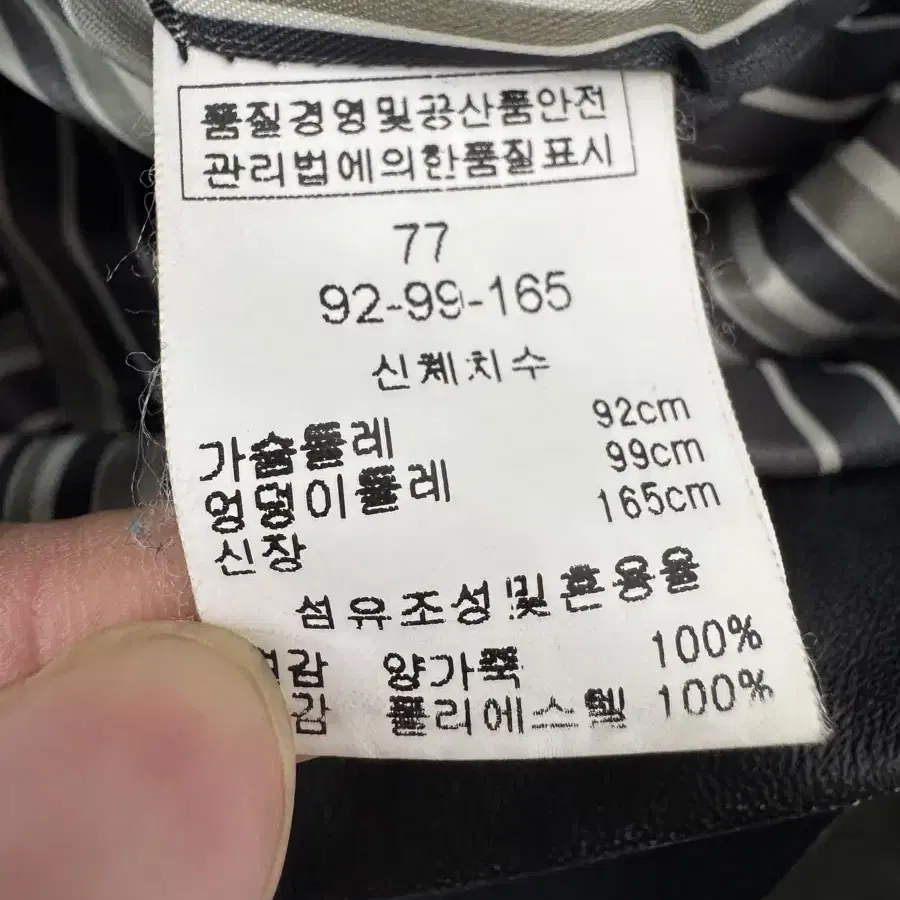 품질경영및공산품안전
관리법에의한품질표시
77
92-99-165
신체치수
가슴둘레 92cm
엉덩이둘레 99cm
신장 165cm
섬유조성및혼용율
겉감 양가죽 100%
감 폴리에스텔 100%